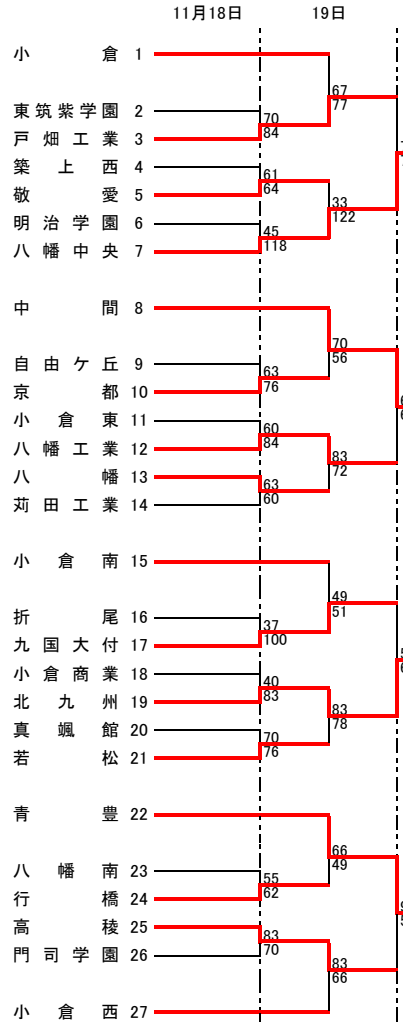 11月18日 19日
小倉 1
67
77
東筑紫学園 2
70
84
戸畑工業 3
築上西 4
61
64
敬愛 5
33
122
明治学園 6
45
118
八幡中央 7
中間 8
70
56
自由ケ丘 9
63
76
京都 10
小倉東 11
60
84
八幡工業 12
83
72
八幡 13
63
60
苅田工業 14
小倉南 15
49
51
折尾 16
37
100
九国大付 17
小倉商業 18
40
83
北九州 19
83
78
真颯館 20
70
76
若松 21
青豊 22
66
49
八幡南 23
55
62
行橋 24
高稜 25
83
70
門司学園 26
83
66
小倉西 27